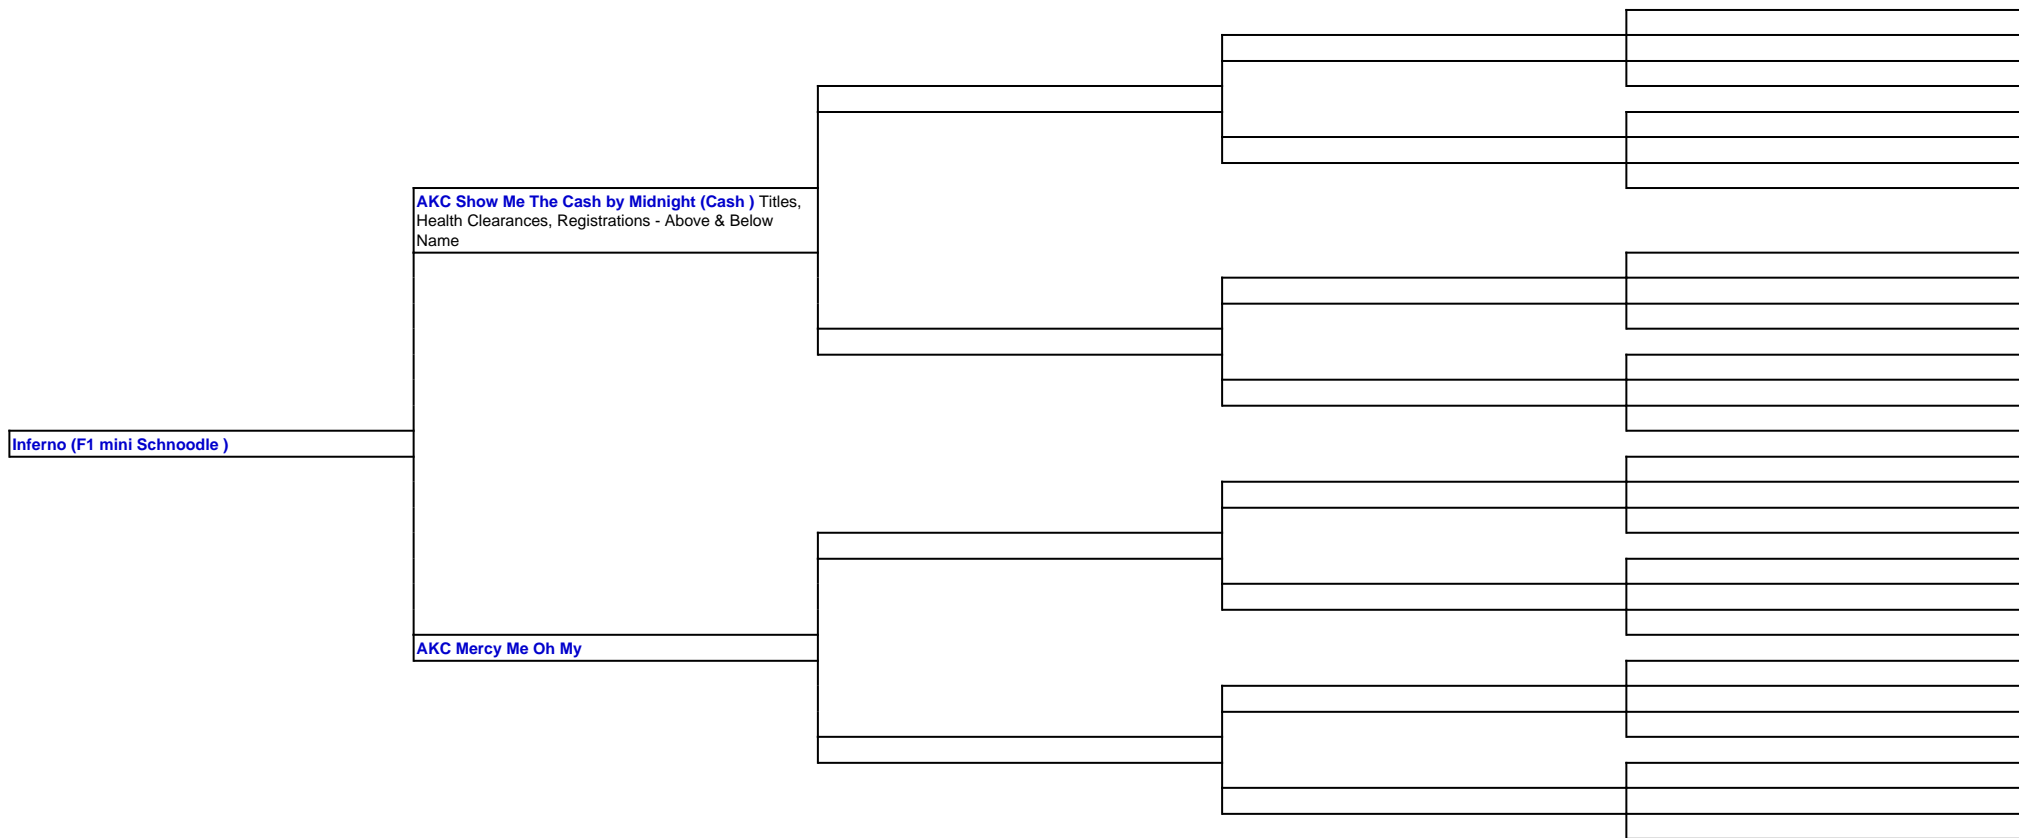 AKC Show Me The Cash by Midnight (Cash ) Titles,
Health Clearances, Registrations - Above & Below
Name
Inferno (F1 mini Schnoodle )
AKC Mercy Me Oh My